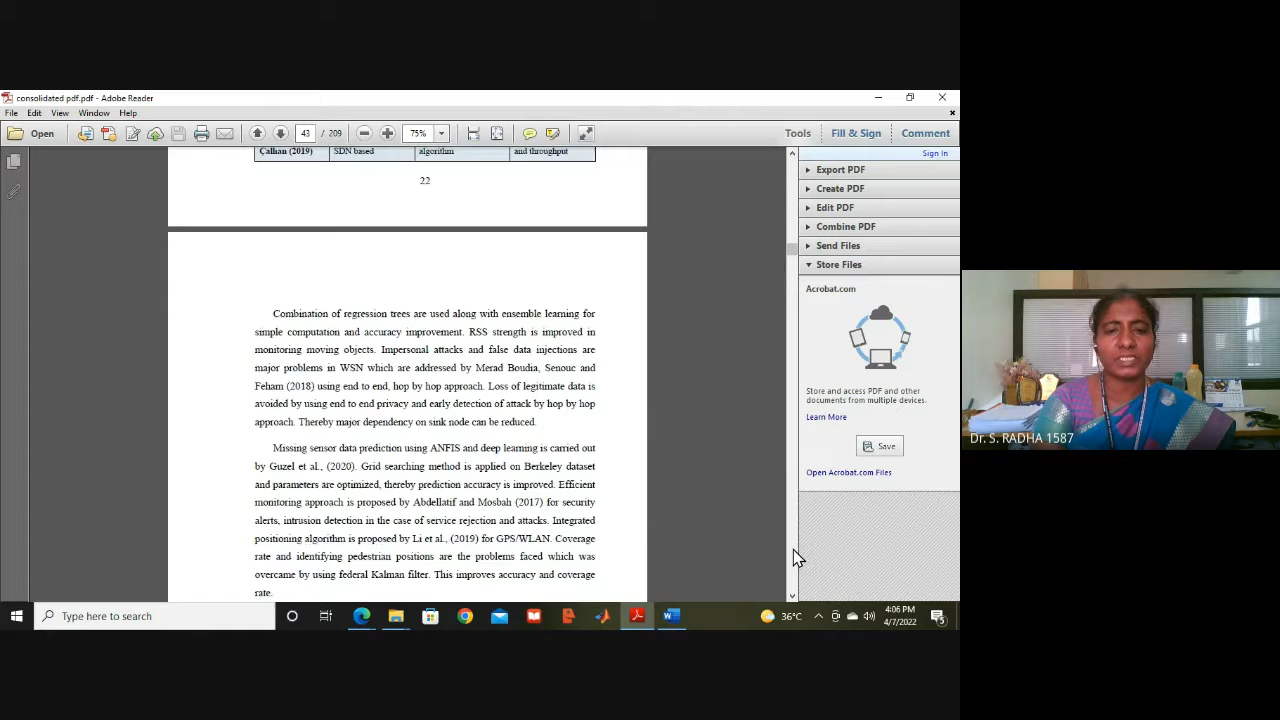 consolidated pdf.pdf - Adobe Reader
File Edit View Window Help
Open 43 / 209 75% Tools Fill & Sign Comment
Sign In
Çalhan (2019) SDN based algorithm and throughput
22
Combination of regression trees are used along with ensemble learning for
simple computation and accuracy improvement. RSS strength is improved in
monitoring moving objects. Impersonal attacks and false data injections are
major problems in WSN which are addressed by Merad Boudia, Senouc and
Feham (2018) using end to end, hop by hop approach. Loss of legitimate data is
avoided by using end to end privacy and early detection of attack by hop by hop
approach. Thereby major dependency on sink node can be reduced.
Missing sensor data prediction using ANFIS and deep learning is carried out
by Guzel et al., (2020). Grid searching method is applied on Berkeley dataset
and parameters are optimized, thereby prediction accuracy is improved. Efficient
monitoring approach is proposed by Abdellatif and Mosbah (2017) for security
alerts, intrusion detection in the case of service rejection and attacks. Integrated
positioning algorithm is proposed by Li et al., (2019) for GPS/WLAN. Coverage
rate and identifying pedestrian positions are the problems faced which was
overcame by using federal Kalman filter. This improves accuracy and coverage
rate.
Export PDF
Create PDF
Edit PDF
Combine PDF
Send Files
Store Files
Acrobat.com
Store and access PDF and other
documents from multiple devices.
Learn More
Save
Open Acrobat.com Files
Dr. S. RADHA 1587
Type here to search
36°C
4:06 PM
4/7/2022
5